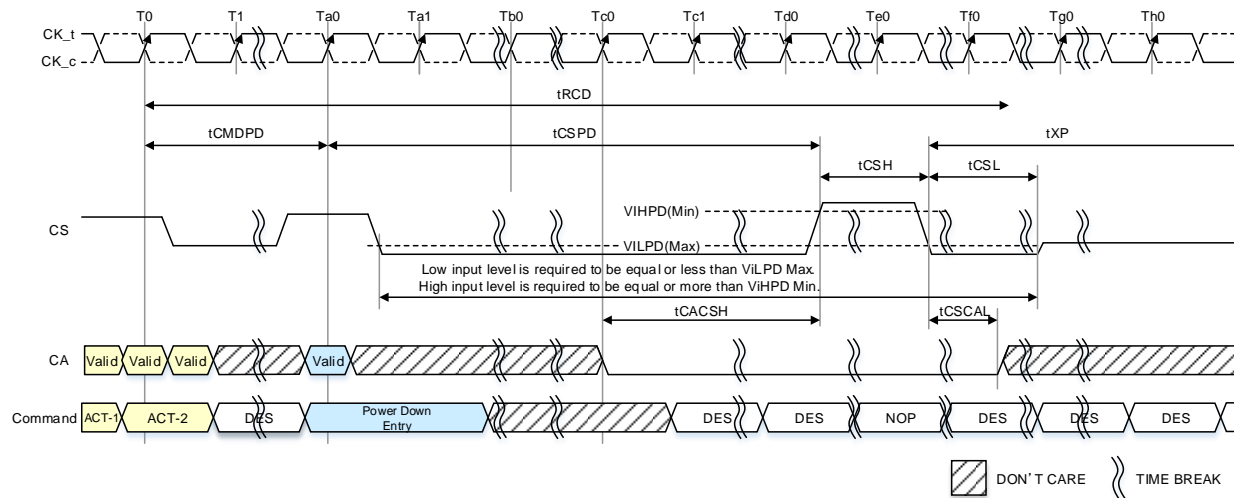 T0 T1 Ta0 Ta1 Tb0 Tc0 Tc1 Td0 Te0 Tf0 Tg0 Th0
CK_t
CK_c
tRCD
tCMDPD tCSPD tXP
tCSH tCSL
VIHPD(Min)
CS
VILPD(Max)
Low input level is required to be equal or less than ViLPD Max.
High input level is required to be equal or more than ViHPD Min.
tCACSH tCSCAL
CA Valid Valid Valid Valid
Command ACT-1 ACT-2 DES Power Down Entry DES DES NOP DES DES DES
DON'T CARE TIME BREAK